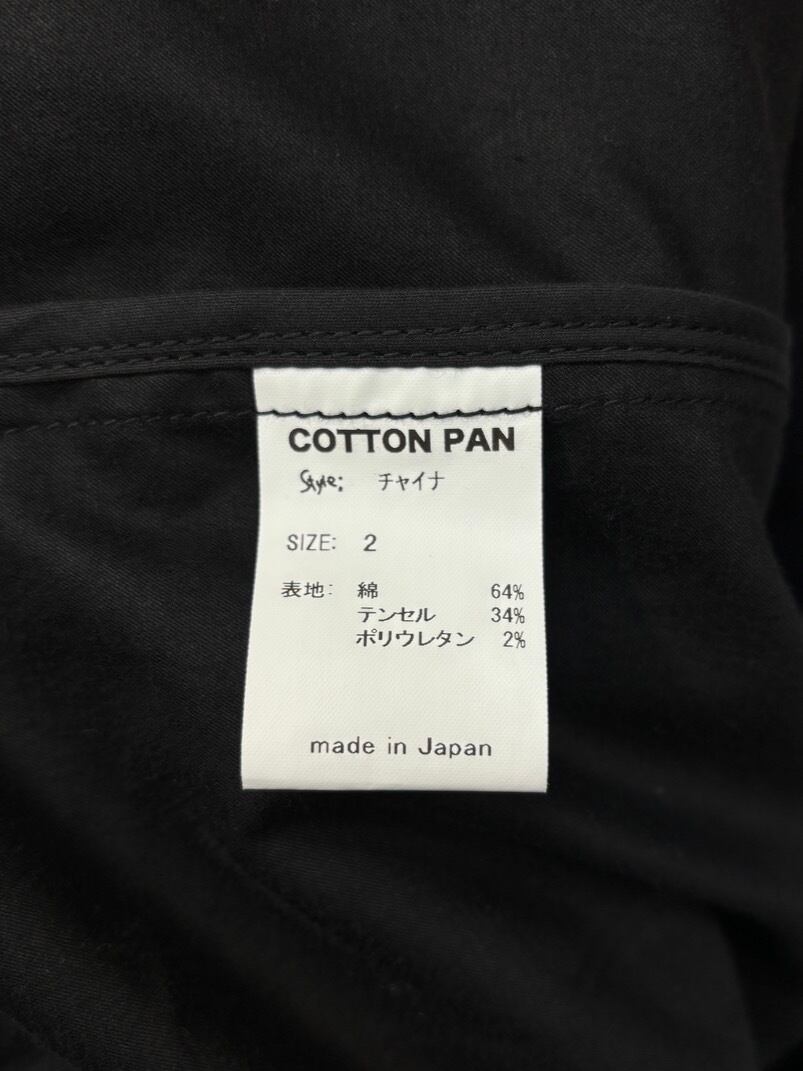 COTTON PAN
Style: チャイナ
SIZE: 2
表地: 綿 64%
テンセル 34%
ポリウレタン 2%
made in Japan